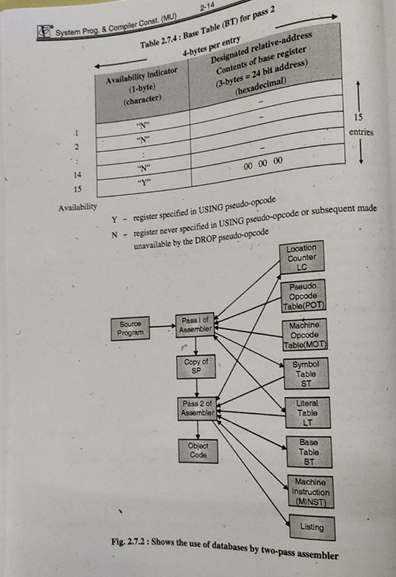 System Prog. & Compiler Const. (MU)
2-14
Table 2.7.4 : Base Table (BT) for pass 2
4-bytes per entry
Availability indicator
(1-byte)
(character)
Designated relative-address
Contents of base register
(3-bytes = 24 bit address)
(hexadecimal)
1 "N" –
2 "N" –
: :
14 "N" –
15 "Y" 00 00 00
15
entries
Availability
Y – register specified in USING pseudo-opcode
N – register never specified in USING pseudo-opcode or subsequent made
unavailable by the DROP pseudo-opcode
Source
Program
Pass I of
Assembler
Copy of
SP
Pass 2 of
Assembler
Object
Code
Location
Counter
LC
Pseudo
Opcode
Table(POT)
Machine
Opcode
Table(MOT)
Symbol
Table
ST
Literal
Table
LT
Base
Table
BT
Machine
Instruction
(MINST)
Listing
Fig. 2.7.2 : Shows the use of databases by two-pass assembler